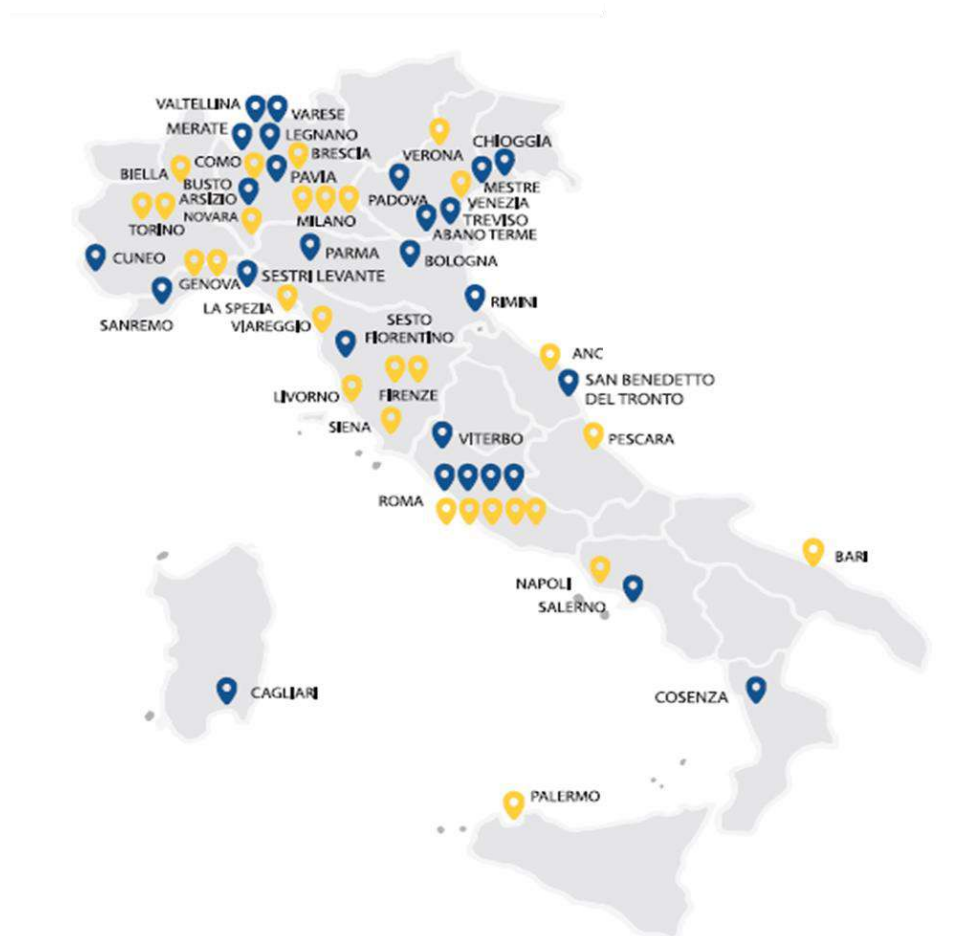 VALTELLINA
VARESE
MERATE
LEGNANO
COMO
BRESCIA
BIELLA
PAVIA
BUSTO
ARSIZIO
NOVARA
MILANO
TORINO
VERONA
CHIOGGIA
PADOVA
MESTRE
VENEZIA
TREVISO
ABANO TERME
CUNEO
PARMA
BOLOGNA
GENOVA
SESTRI LEVANTE
SANREMO
LA SPEZIA
VIAREGGIO
SESTO
FIORENTINO
RIMINI
ANC
SAN BENEDETTO
DEL TRONTO
LIVORNO
FIRENZE
SIENA
VITERBO
PESCARA
ROMA
BARI
NAPOLI
SALERNO
CAGLIARI
COSENZA
PALERMO